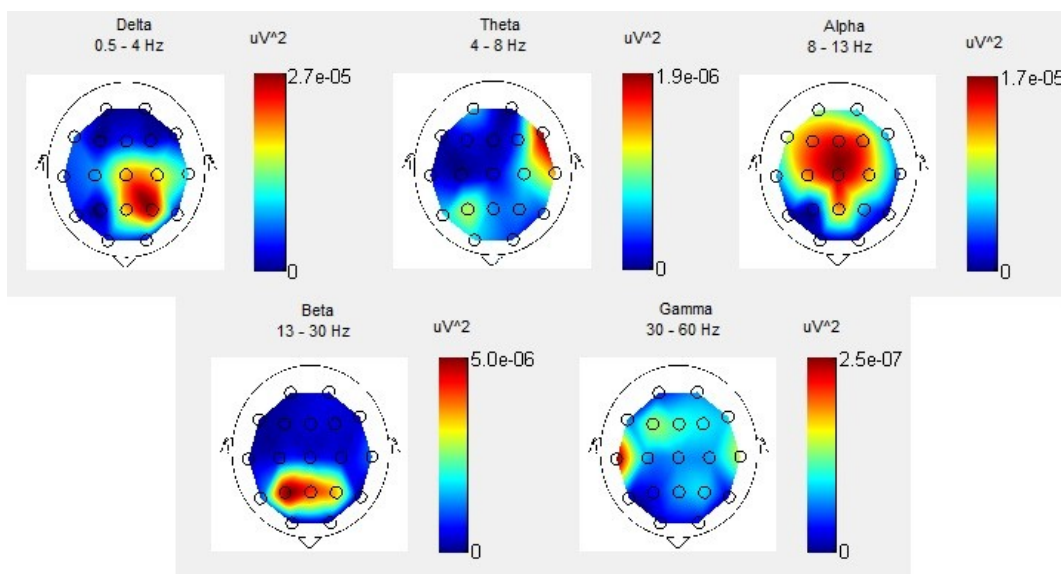 Delta
0.5 - 4 Hz
uV^2
2.7e-05
0
Theta
4 - 8 Hz
uV^2
1.9e-06
0
Alpha
8 - 13 Hz
uV^2
1.7e-05
0
Beta
13 - 30 Hz
uV^2
5.0e-06
0
Gamma
30 - 60 Hz
uV^2
2.5e-07
0